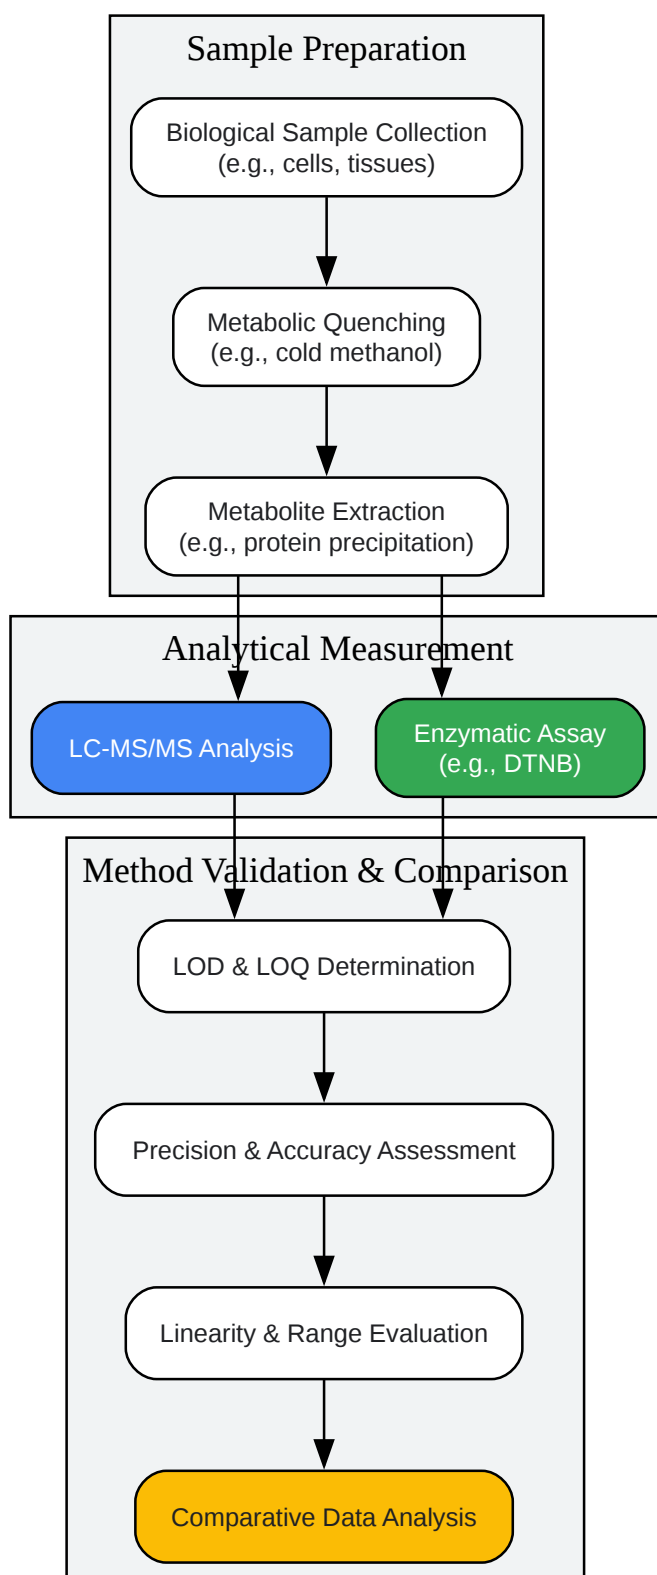 Sample Preparation
Biological Sample Collection
(e.g., cells, tissues)
Metabolic Quenching
(e.g., cold methanol)
Metabolite Extraction
(e.g., protein precipitation)
Analytical Measurement
LC-MS/MS Analysis
Enzymatic Assay
(e.g., DTNB)
Method Validation & Comparison
LOD & LOQ Determination
Precision & Accuracy Assessment
Linearity & Range Evaluation
Comparative Data Analysis